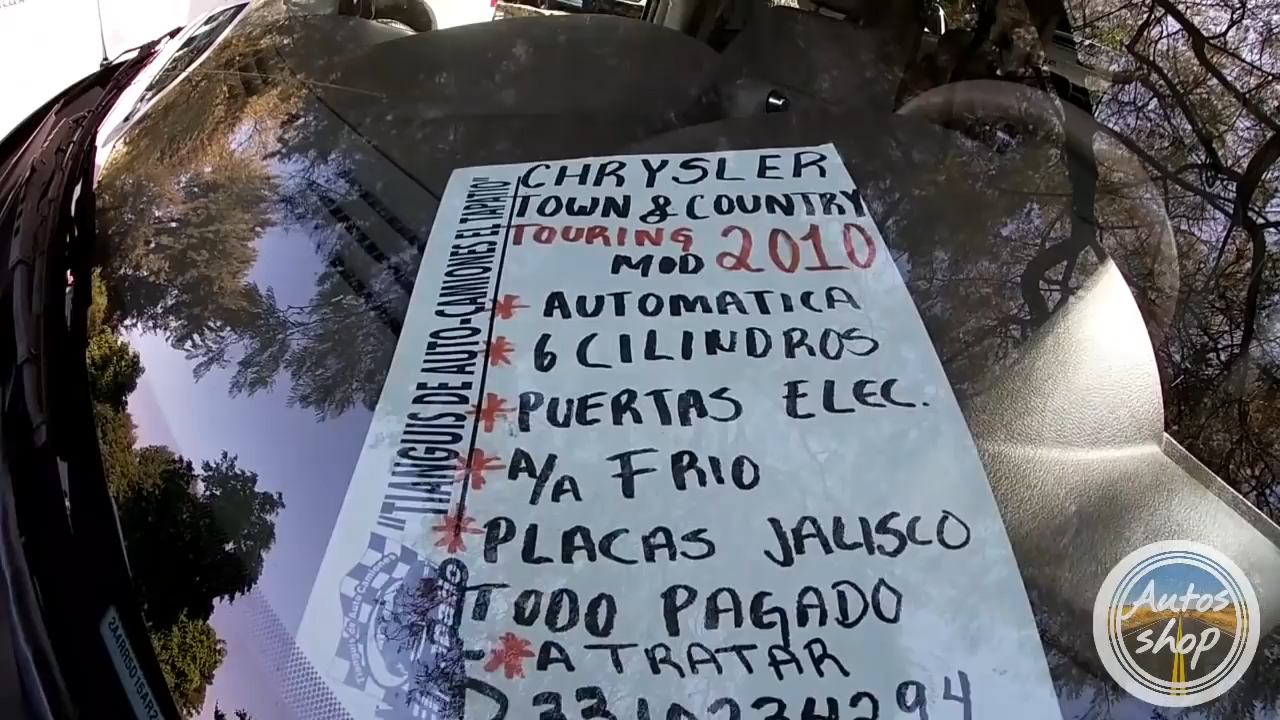 CHRYSLER
TOWN & COUNTRY
TOURING
MOD 2010
* AUTOMATICA
* 6 CILINDROS
* PUERTAS ELEC.
* A/A FRIO
* PLACAS JALISCO
TODO PAGADO
-* A TRATAR
"TIANGUIS DE AUTO-CAMIONES EL TAPATIO"
Autos
shop